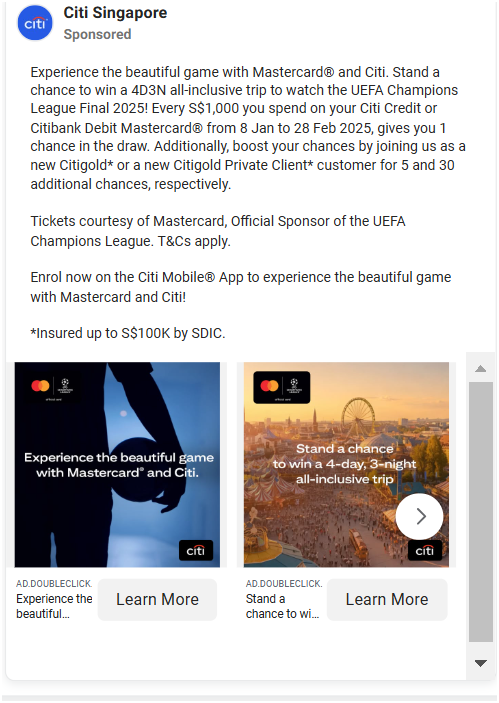 citi
Citi Singapore
Sponsored
Experience the beautiful game with Mastercard® and Citi. Stand a
chance to win a 4D3N all-inclusive trip to watch the UEFA Champions
League Final 2025! Every S$1,000 you spend on your Citi Credit or
Citibank Debit Mastercard® from 8 Jan to 28 Feb 2025, gives you 1
chance in the draw. Additionally, boost your chances by joining us as a
new Citigold* or a new Citigold Private Client* customer for 5 and 30
additional chances, respectively.
Tickets courtesy of Mastercard, Official Sponsor of the UEFA
Champions League. T&Cs apply.
Enrol now on the Citi Mobile® App to experience the beautiful game
with Mastercard and Citi!
*Insured up to S$100K by SDIC.
Experience the beautiful game
with Mastercard® and Citi.
citi
Stand a chance
to win a 4-day, 3-night
all-inclusive trip
citi
AD.DOUBLECLICK.
Experience the
beautiful...
Learn More
AD.DOUBLECLICK.
Stand a
chance to wi...
Learn More